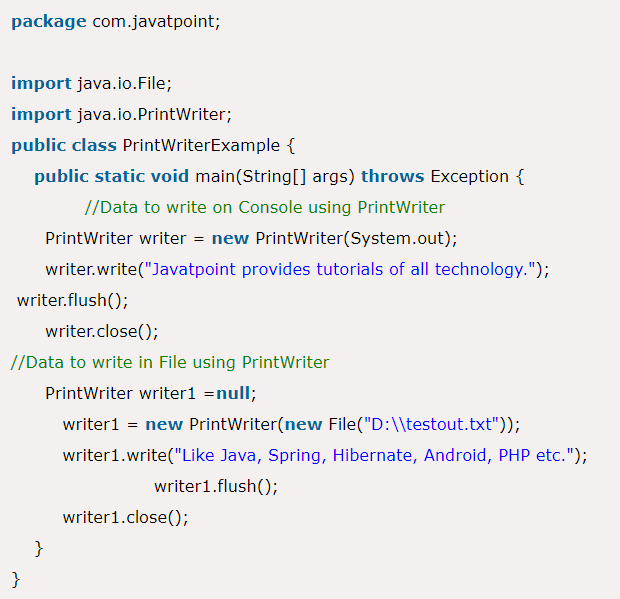 package com.javatpoint;
import java.io.File;
import java.io.PrintWriter;
public class PrintWriterExample {
public static void main(String[] args) throws Exception {
//Data to write on Console using PrintWriter
PrintWriter writer = new PrintWriter(System.out);
writer.write("Javatpoint provides tutorials of all technology.");
writer.flush();
writer.close();
//Data to write in File using PrintWriter
PrintWriter writer1 =null;
writer1 = new PrintWriter(new File("D:\\testout.txt"));
writer1.write("Like Java, Spring, Hibernate, Android, PHP etc.");
writer1.flush();
writer1.close();
}
}